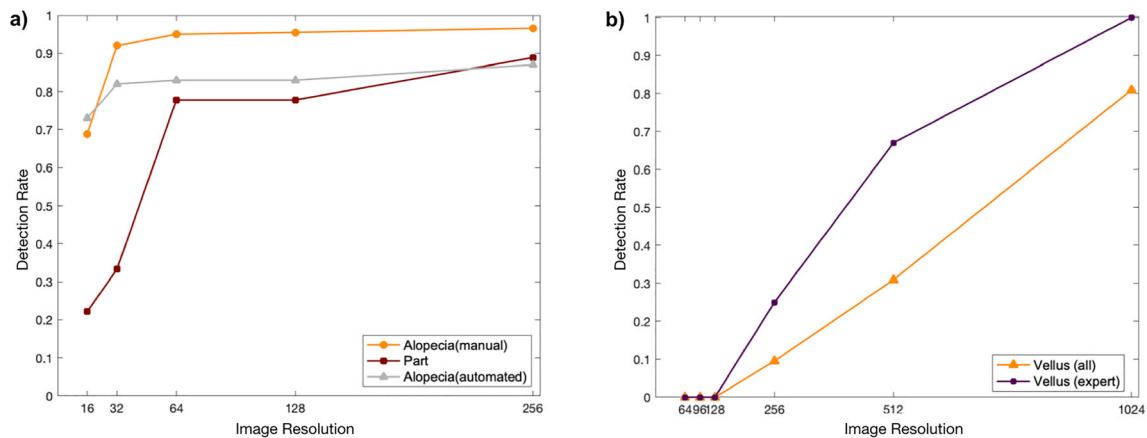 a)
1
0.9
0.8
0.7
0.6
0.5
0.4
0.3
0.2
0.1
0
Detection Rate
16 32 64 128 256
Image Resolution
Alopecia(manual)
Part
Alopecia(automated)
b)
1
0.9
0.8
0.7
0.6
0.5
0.4
0.3
0.2
0.1
0
Detection Rate
64 96 128 256 512 1024
Image Resolution
Vellus (all)
Vellus (expert)